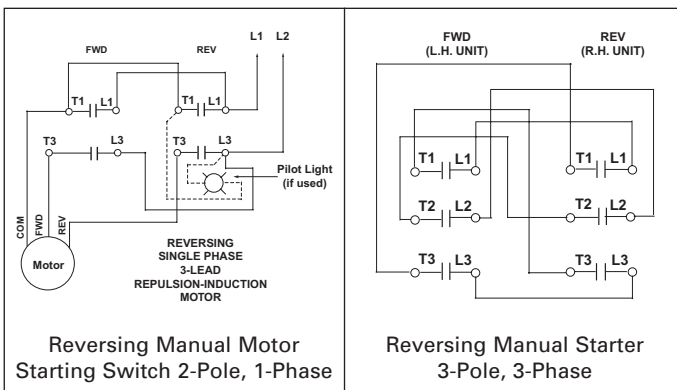 FWD
REV
L1
L2
T1
L1
T1
L1
T3
L3
T3
L3
Pilot Light
(if used)
COM
FWD
REV
Motor
REVERSING
SINGLE PHASE
3-LEAD
REPULSION-INDUCTION
MOTOR
Reversing Manual Motor
Starting Switch 2-Pole, 1-Phase
FWD
(L.H. UNIT)
REV
(R.H. UNIT)
T1
L1
T1
L1
T2
L2
T2
L2
T3
L3
T3
L3
Reversing Manual Starter
3-Pole, 3-Phase